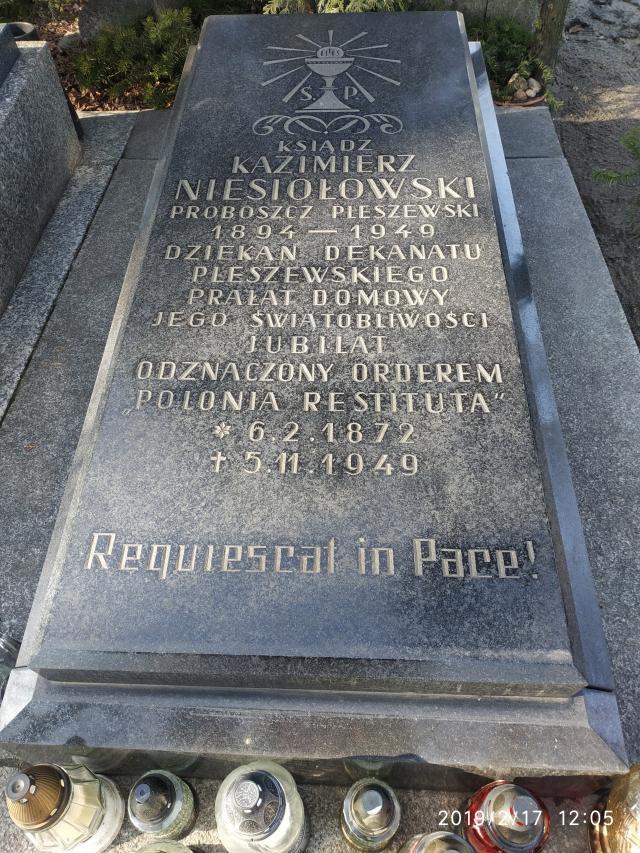 IHS
S P
KSIĄDZ
KAZIMIERZ
NIESIOŁOWSKI
PROBOSZCZ PLESZEWSKI
1894 — 1949
DZIEKAN DEKANATU
PLESZEWSKIEGO
PRAŁAT DOMOWY
JEGO ŚWIĄTOBLIWOŚCI
JUBILAT
ODZNACZONY ORDEREM
„POLONIA RESTITUTA"
* 6.2.1872
† 5.11.1949
Requiescat in Pace!
2019/2/17 12:05